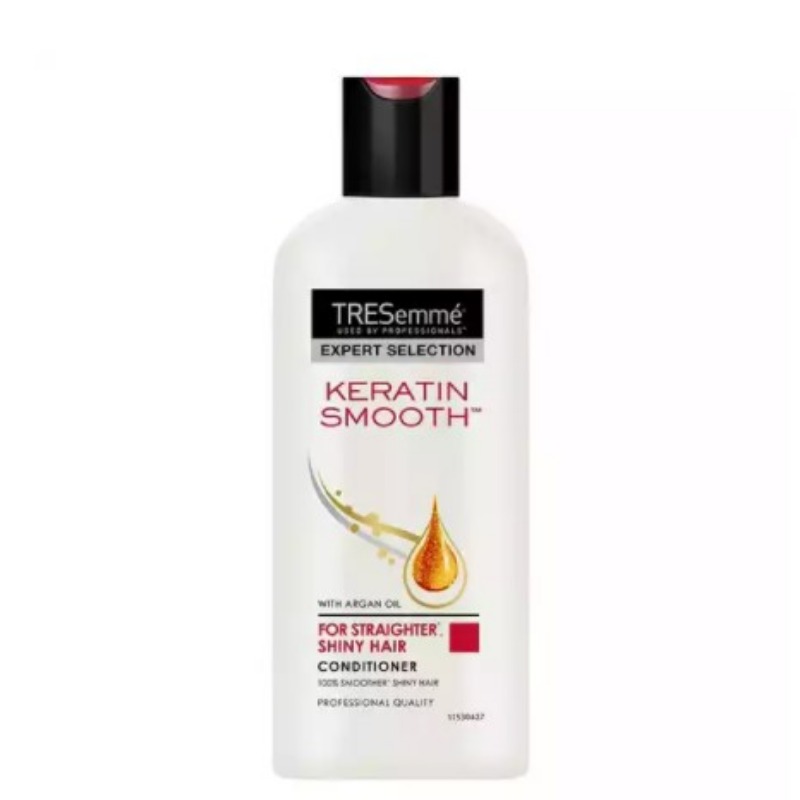 TRESemmé
USED BY PROFESSIONALS
EXPERT SELECTION
KERATIN
SMOOTH™
WITH ARGAN OIL
FOR STRAIGHTER*,
SHINY HAIR
CONDITIONER
100% SMOOTHER* SHINY HAIR
PROFESSIONAL QUALITY